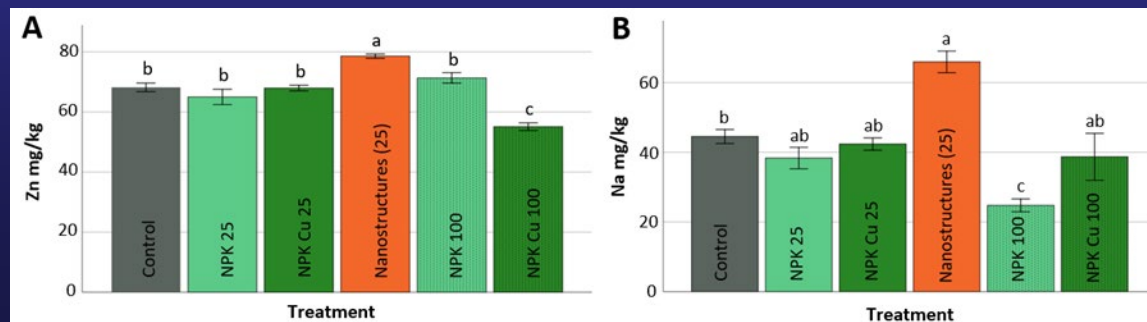 A
Zn mg/kg
80
60
40
20
0
b
b
b
a
b
c
Control
NPK 25
NPK Cu 25
Nanostructures (25)
NPK 100
NPK Cu 100
Treatment
B
Na mg/kg
60
40
20
0
b
ab
ab
a
c
ab
Control
NPK 25
NPK Cu 25
Nanostructures (25)
NPK 100
NPK Cu 100
Treatment